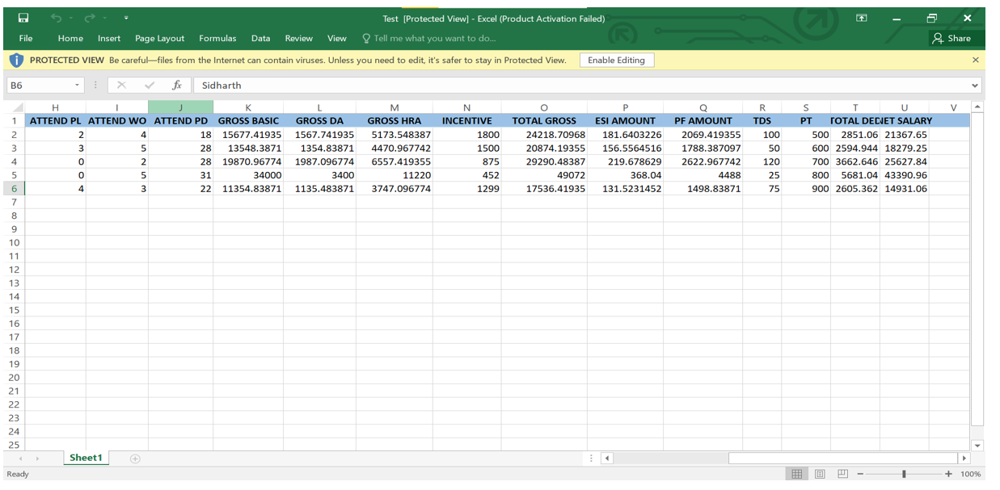 Test [Protected View] - Excel (Product Activation Failed)
File Home Insert Page Layout Formulas Data Review View Tell me what you want to do... Share
PROTECTED VIEW Be careful—files from the Internet can contain viruses. Unless you need to edit, it's safer to stay in Protected View. Enable Editing
B6 fx Sidharth
H I J K L M N O P Q R S T U V
1 ATTEND PL ATTEND WO ATTEND PD GROSS BASIC GROSS DA GROSS HRA INCENTIVE TOTAL GROSS ESI AMOUNT PF AMOUNT TDS PT TOTAL DED NET SALARY
2 2 4 18 15677.41935 1567.741935 5173.548387 1800 24218.70968 181.6403226 2069.419355 100 500 2851.06 21367.65
3 3 5 28 13548.3871 1354.83871 4470.967742 1500 20874.19355 156.5564516 1788.387097 50 600 2594.944 18279.25
4 0 2 28 19870.96774 1987.096774 6557.419355 875 29290.48387 219.678629 2622.967742 120 700 3662.646 25627.84
5 0 5 31 34000 3400 11220 452 49072 368.04 4488 25 800 5681.04 43390.96
6 4 3 22 11354.83871 1135.483871 3747.096774 1299 17536.41935 131.5231452 1498.83871 75 900 2605.362 14931.06
7
8
9
10
11
12
13
14
15
16
17
18
19
20
21
22
23
24
25
Sheet1
Ready 100%